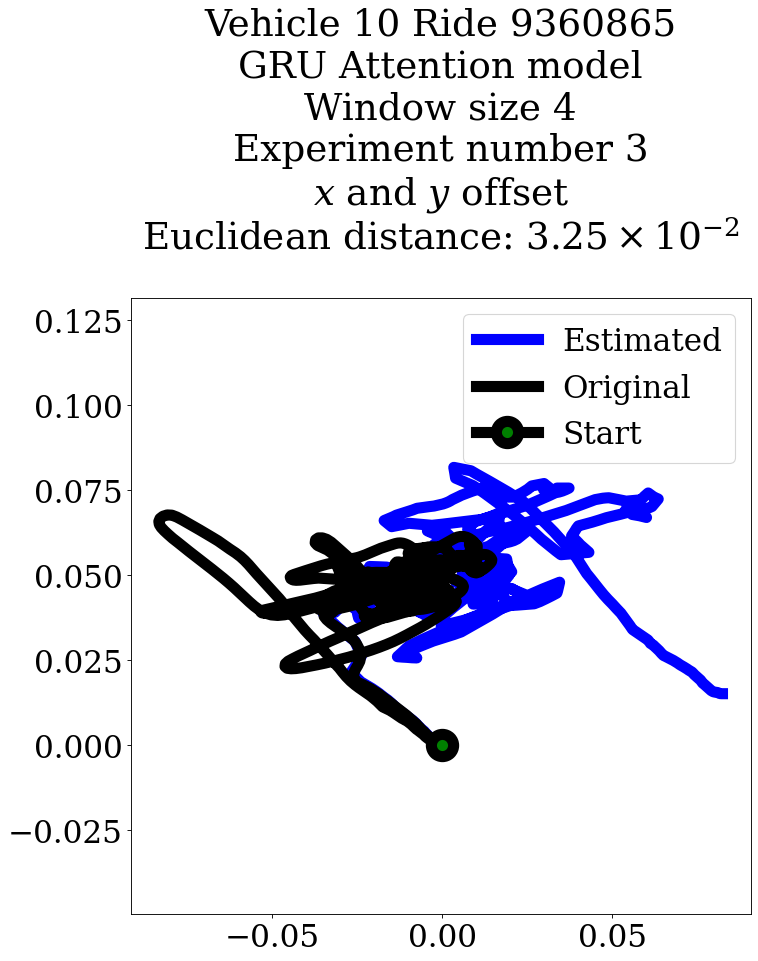 Vehicle 10 Ride 9360865
GRU Attention model
Window size 4
Experiment number 3
x and y offset
Euclidean distance: 3.25 × 10⁻²
Estimated
Original
Start
0.125
0.100
0.075
0.050
0.025
0.000
−0.025
−0.05 0.00 0.05